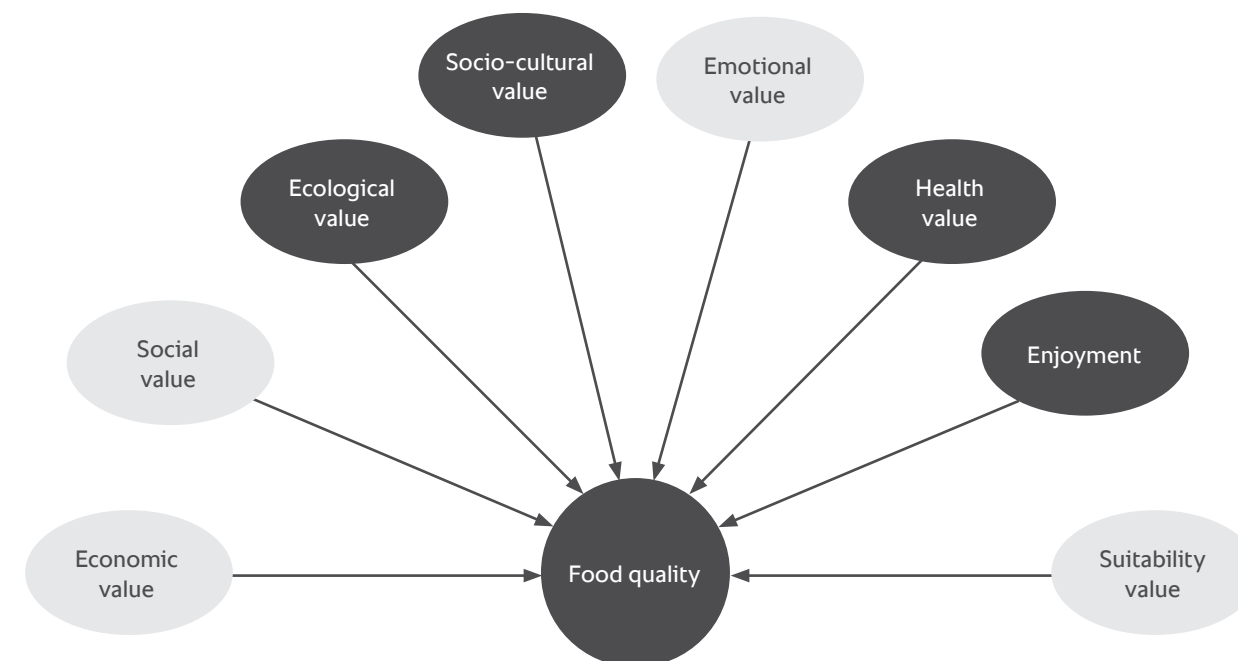 Socio-cultural
value
Emotional
value
Ecological
value
Health
value
Social
value
Enjoyment
Economic
value
Food quality
Suitability
value